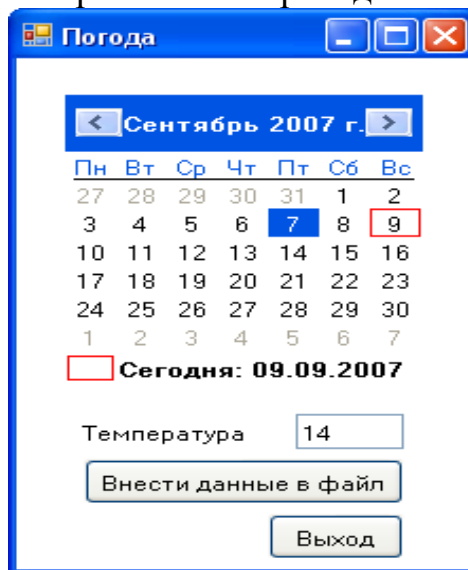 Погода
Сентябрь 2007 г.
Пн Вт Ср Чт Пт Сб Вс
27 28 29 30 31 1 2
3 4 5 6 7 8 9
10 11 12 13 14 15 16
17 18 19 20 21 22 23
24 25 26 27 28 29 30
1 2 3 4 5 6 7
Сегодня: 09.09.2007
Температура 14
Внести данные в файл
Выход